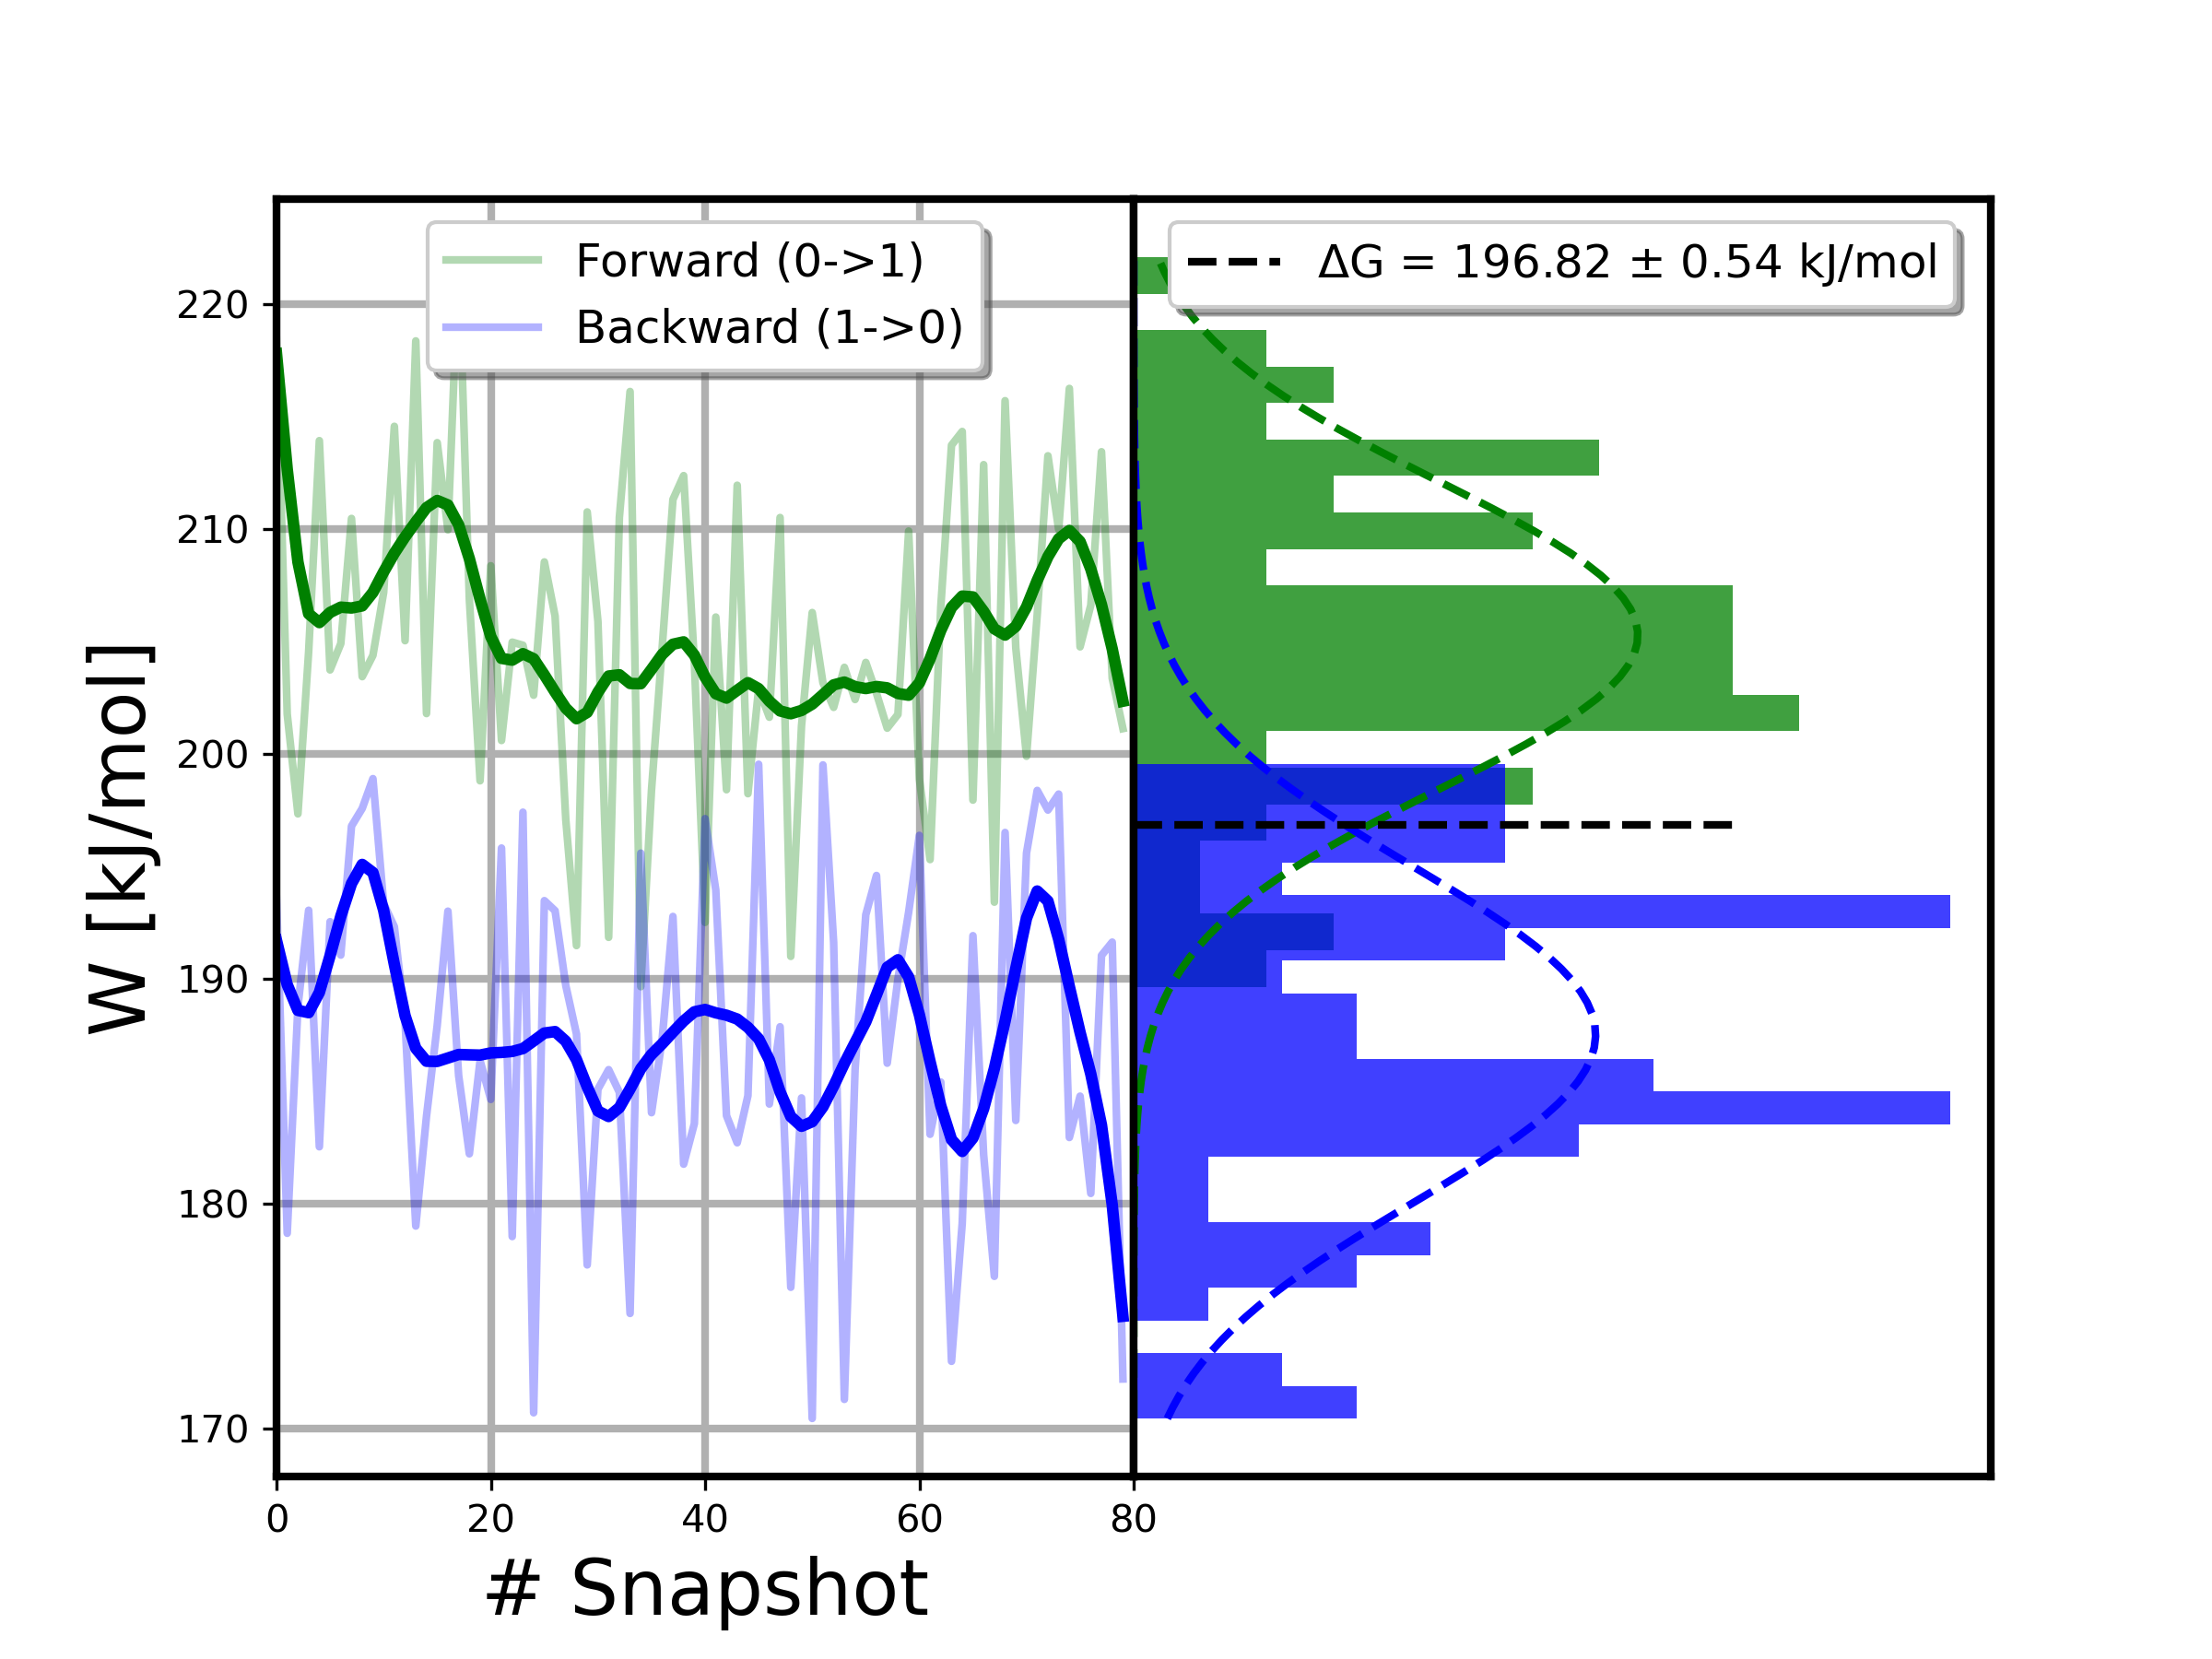 Forward (0->1)
Backward (1->0)
ΔG = 196.82 ± 0.54 kJ/mol
W [kJ/mol]
220
210
200
190
180
170
0 20 40 60 80
# Snapshot